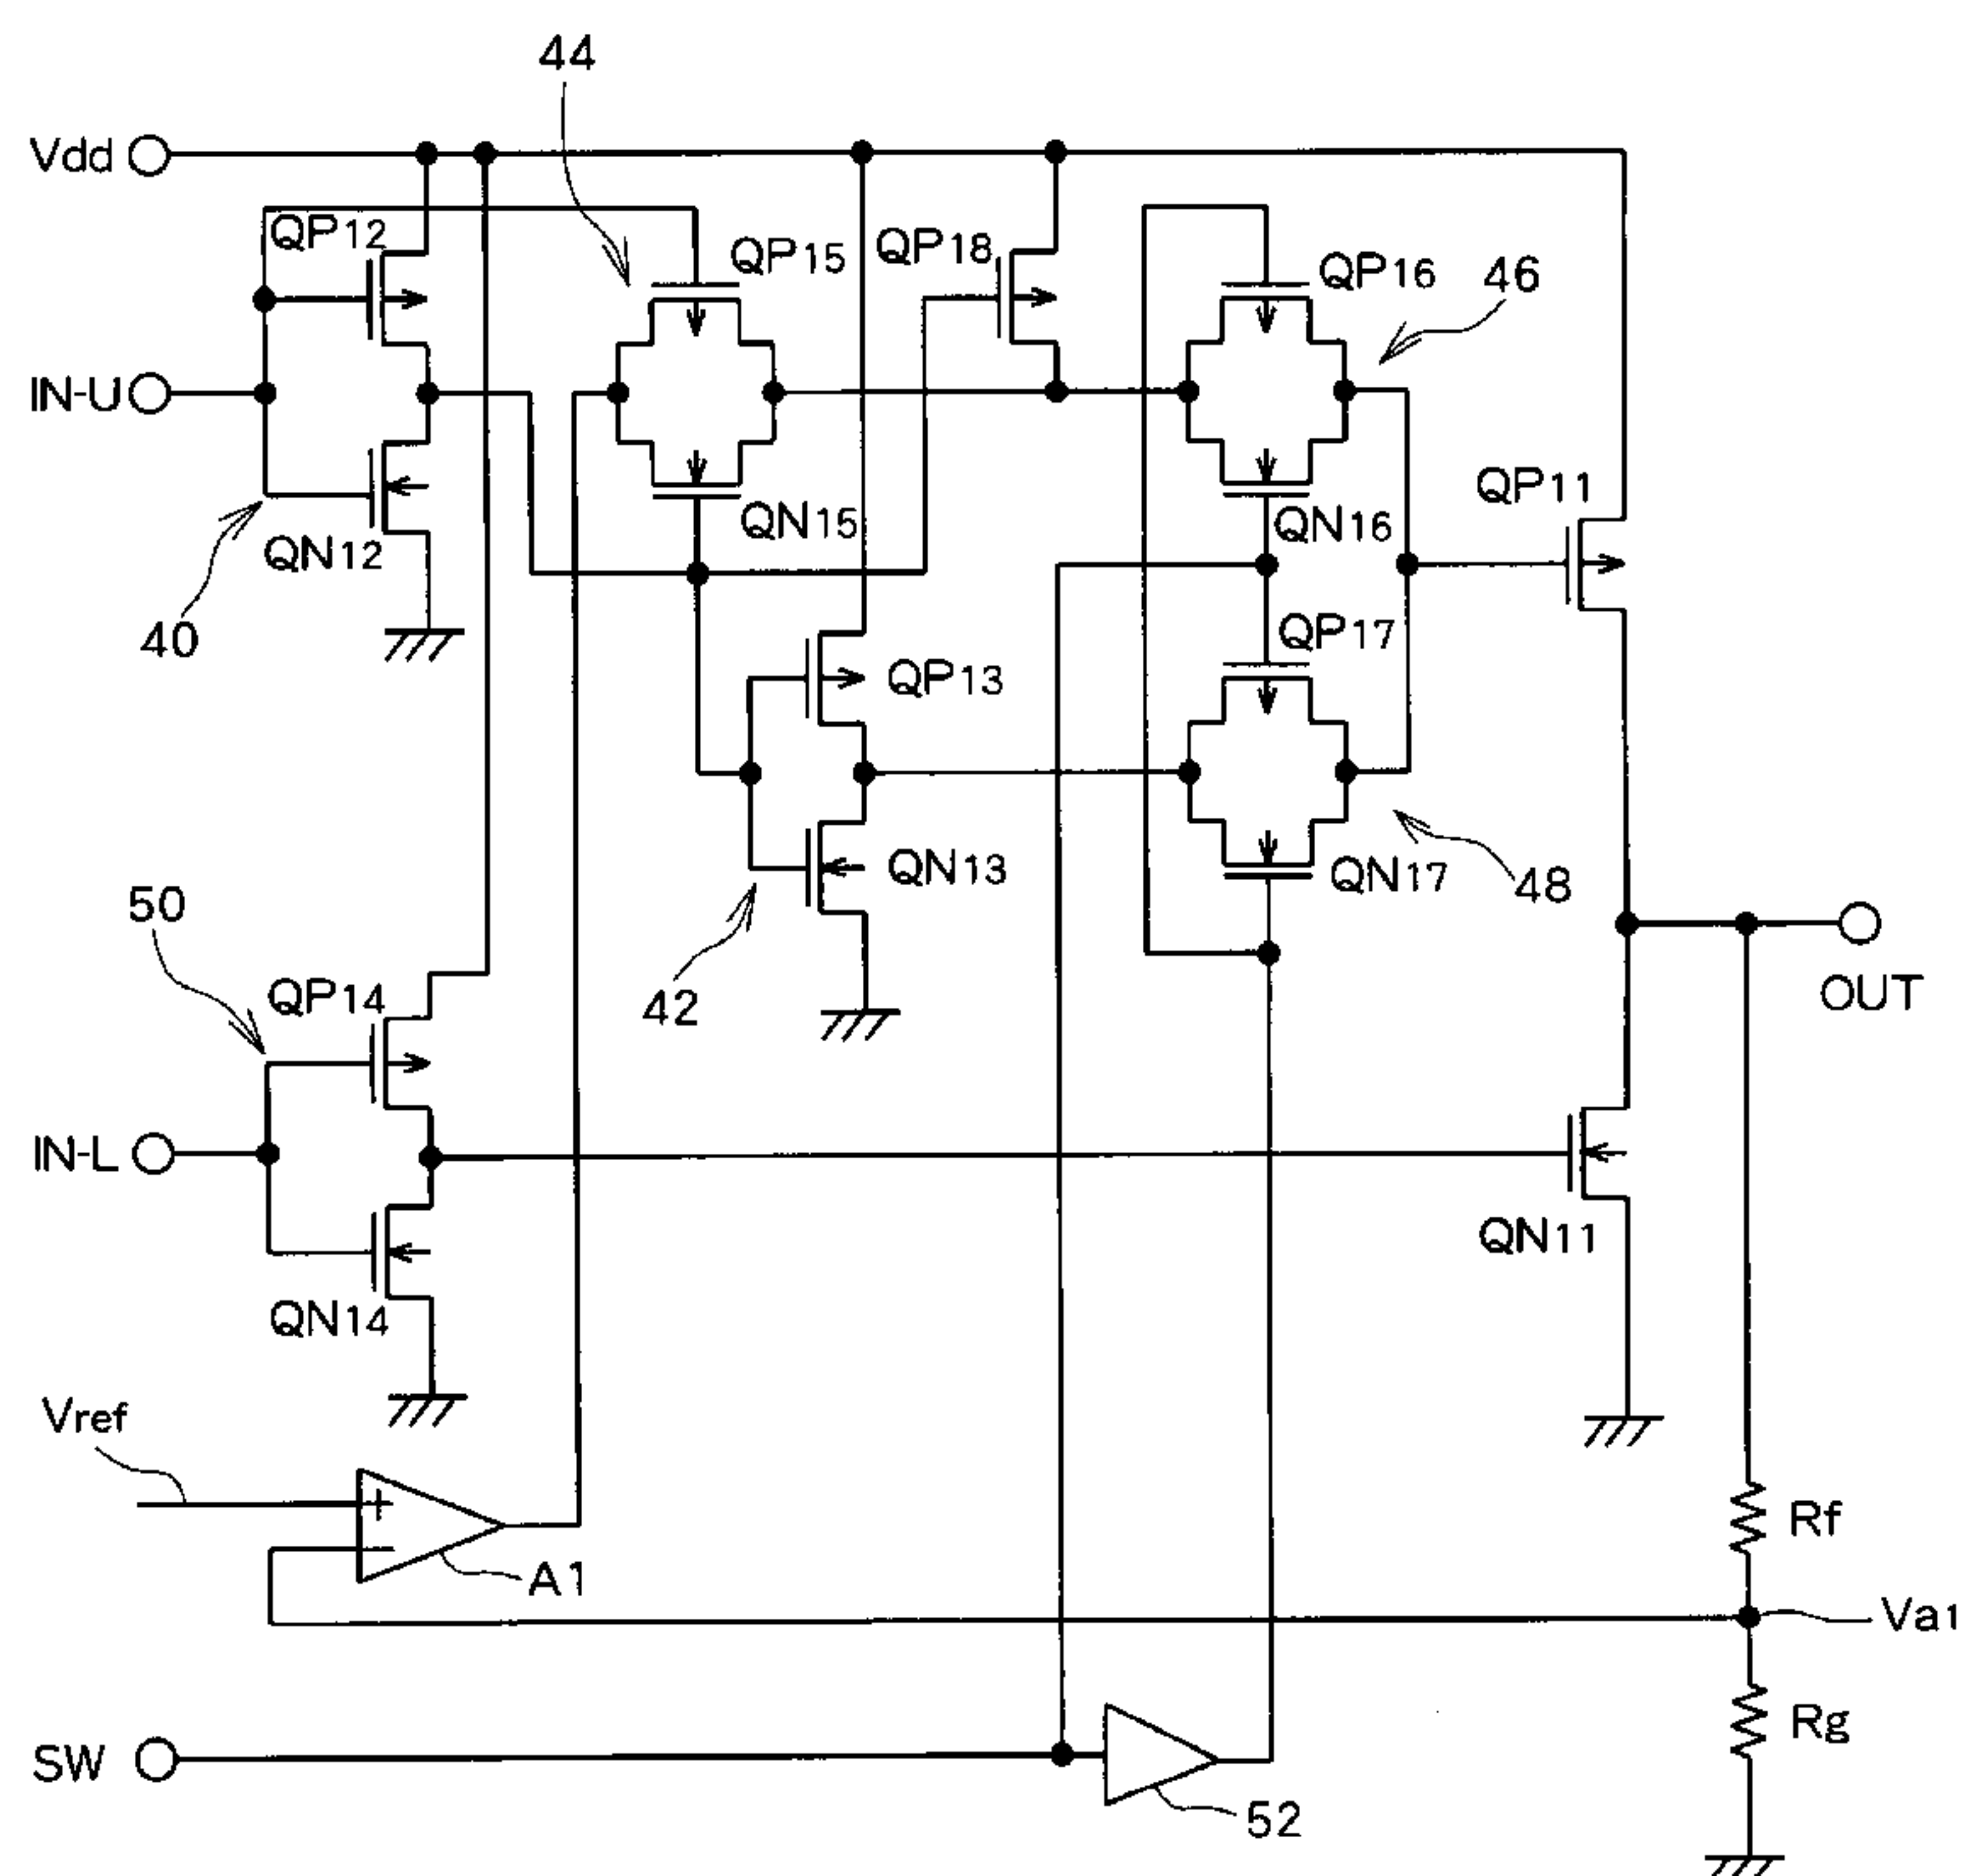 44
Vdd
QP12
QP15
QP18
QP16
46
IN-U
QP11
QN15
QN16
QN12
40
QP17
QP13
QN13
QN17
48
50
QP14
42
OUT
IN-L
QN11
QN14
Vref
+
−
Rf
A1
Va1
Rg
SW
52